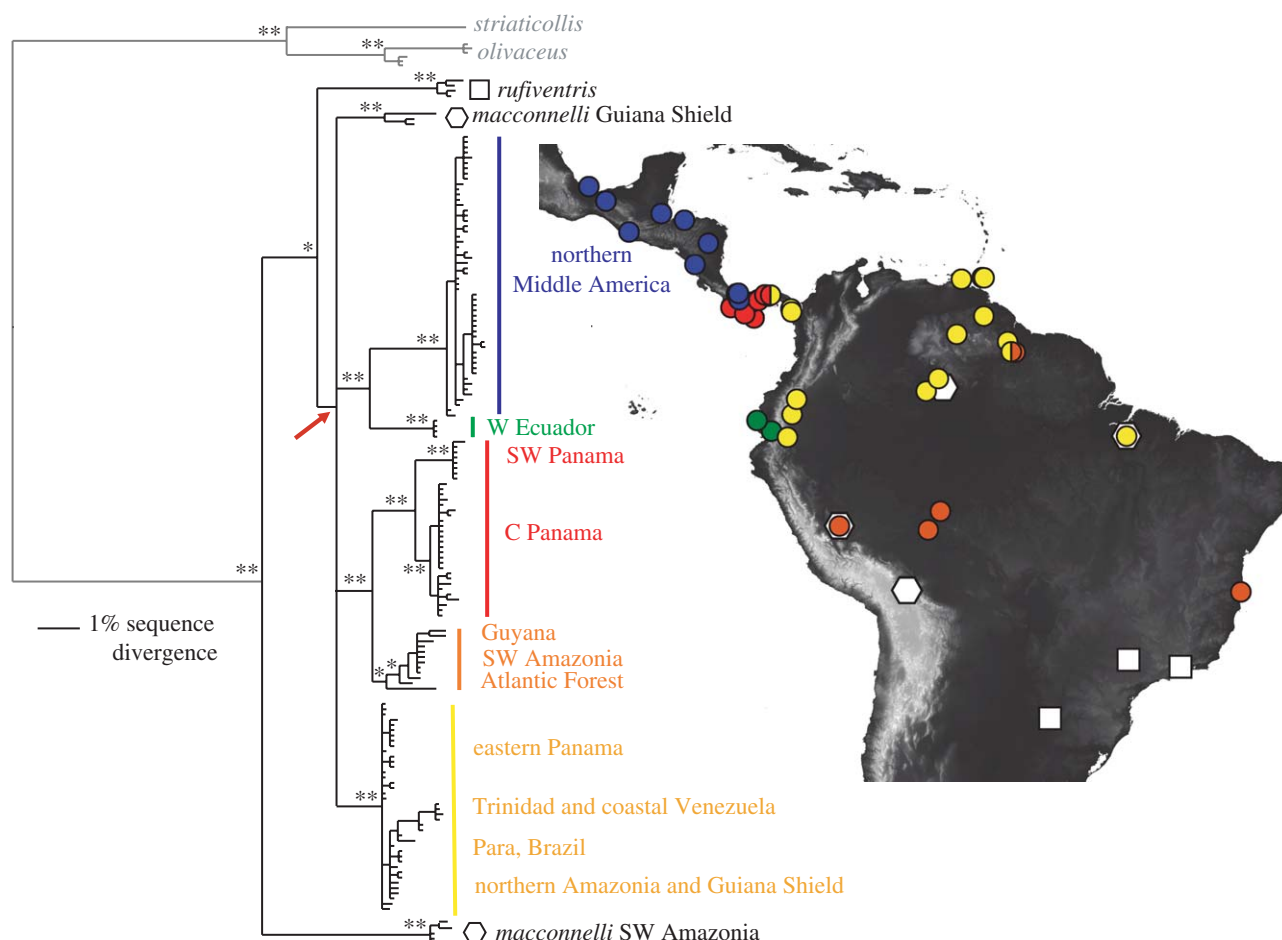 striaticollis
**
olivaceus
**
**
rufiventris
**
macconnelli Guiana Shield
*
northern
Middle America
**
**
**
W Ecuador
SW Panama
**
**
C Panama
**
**
**
1% sequence
divergence
Guyana
*
SW Amazonia
*
Atlantic Forest
eastern Panama
**
Trinidad and coastal Venezuela
Para, Brazil
northern Amazonia and Guiana Shield
**
macconnelli SW Amazonia